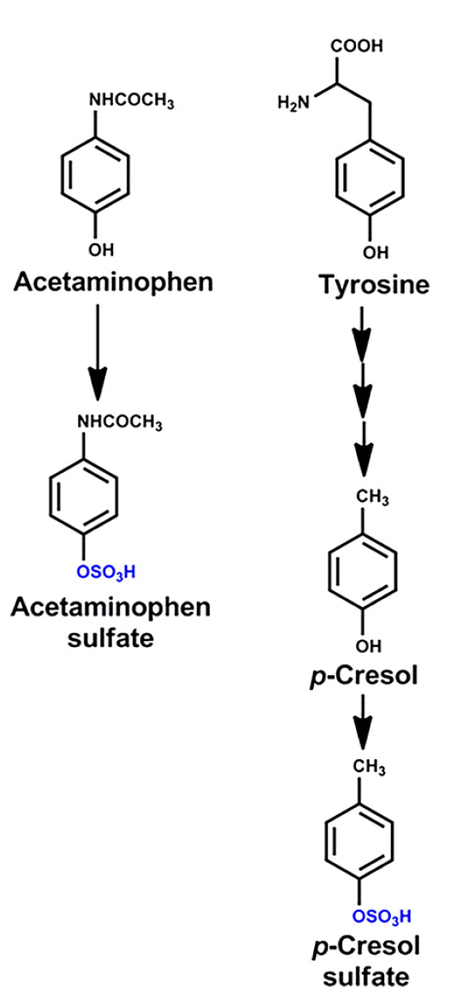 NHCOCH₃
OH
Acetaminophen
NHCOCH₃
OSO₃H
Acetaminophen
sulfate
COOH
H₂N
OH
Tyrosine
CH₃
OH
p-Cresol
CH₃
OSO₃H
p-Cresol
sulfate